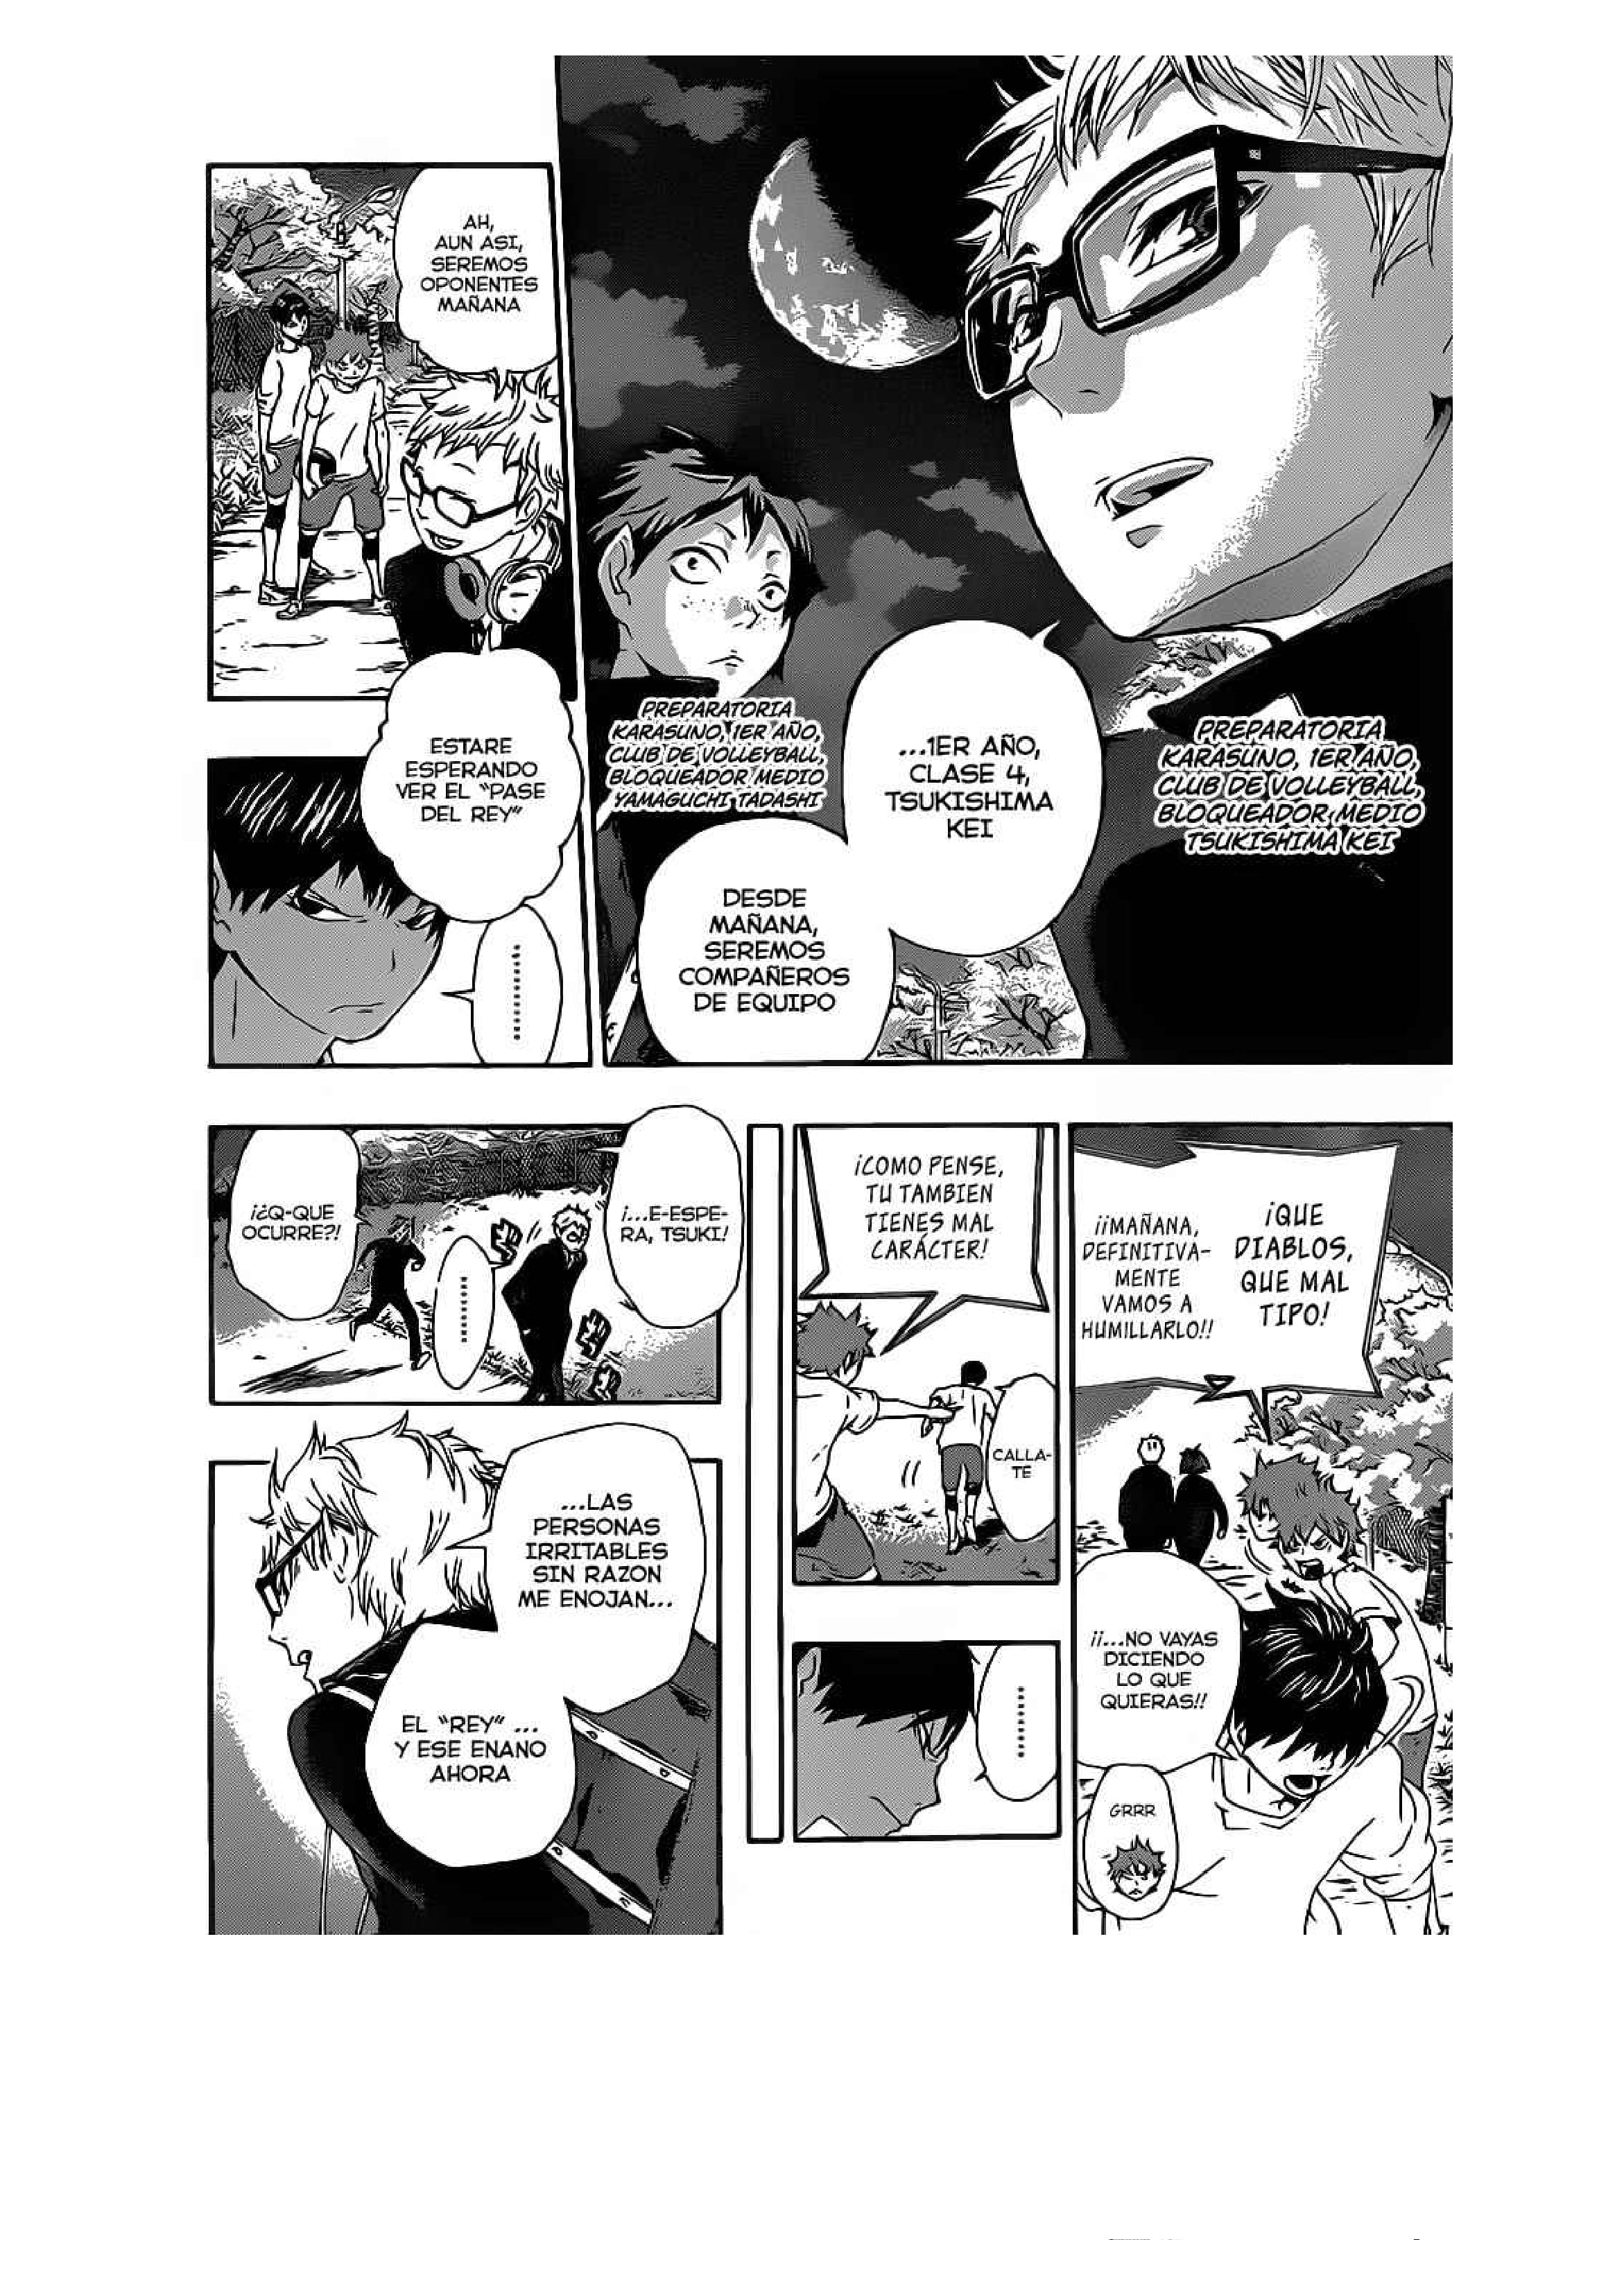 ...1ER AÑO,
CLASE 4,
TSUKISHIMA
KEI
PREPARATORIA
KARASUNO, 1ER AÑO,
CLUB DE VOLLEYBALL,
BLOQUEADOR MEDIO
TSUKISHIMA KEI
DESDE
MAÑANA,
SEREMOS
COMPAÑEROS
DE EQUIPO
PREPARATORIA
KARASUNO, 1ER AÑO,
CLUB DE VOLLEYBALL,
BLOQUEADOR MEDIO
YAMAGUCHI TADASHI
AH,
AUN ASI,
SEREMOS
OPONENTES
MAÑANA
ESTARE
ESPERANDO
VER EL "PASE
DEL REY"
..........
¡QUE
DIABLOS,
QUE MAL
TIPO!
¡¡MAÑANA,
DEFINITIVA-
MENTE
VAMOS A
HUMILLARLO!!
¡¡...NO VAYAS
DICIENDO
LO QUE
QUIERAS!!
GRRR
¡COMO PENSE,
TU TAMBIEN
TIENES MAL
CARÁCTER!
CALLA-
TE
.........
¡...E-ESPE-
RA, TSUKI!
.........
¡¿Q-QUE
OCURRE?!
...LAS
PERSONAS
IRRITABLES
SIN RAZON
ME ENOJAN...
EL "REY" ...
Y ESE ENANO
AHORA